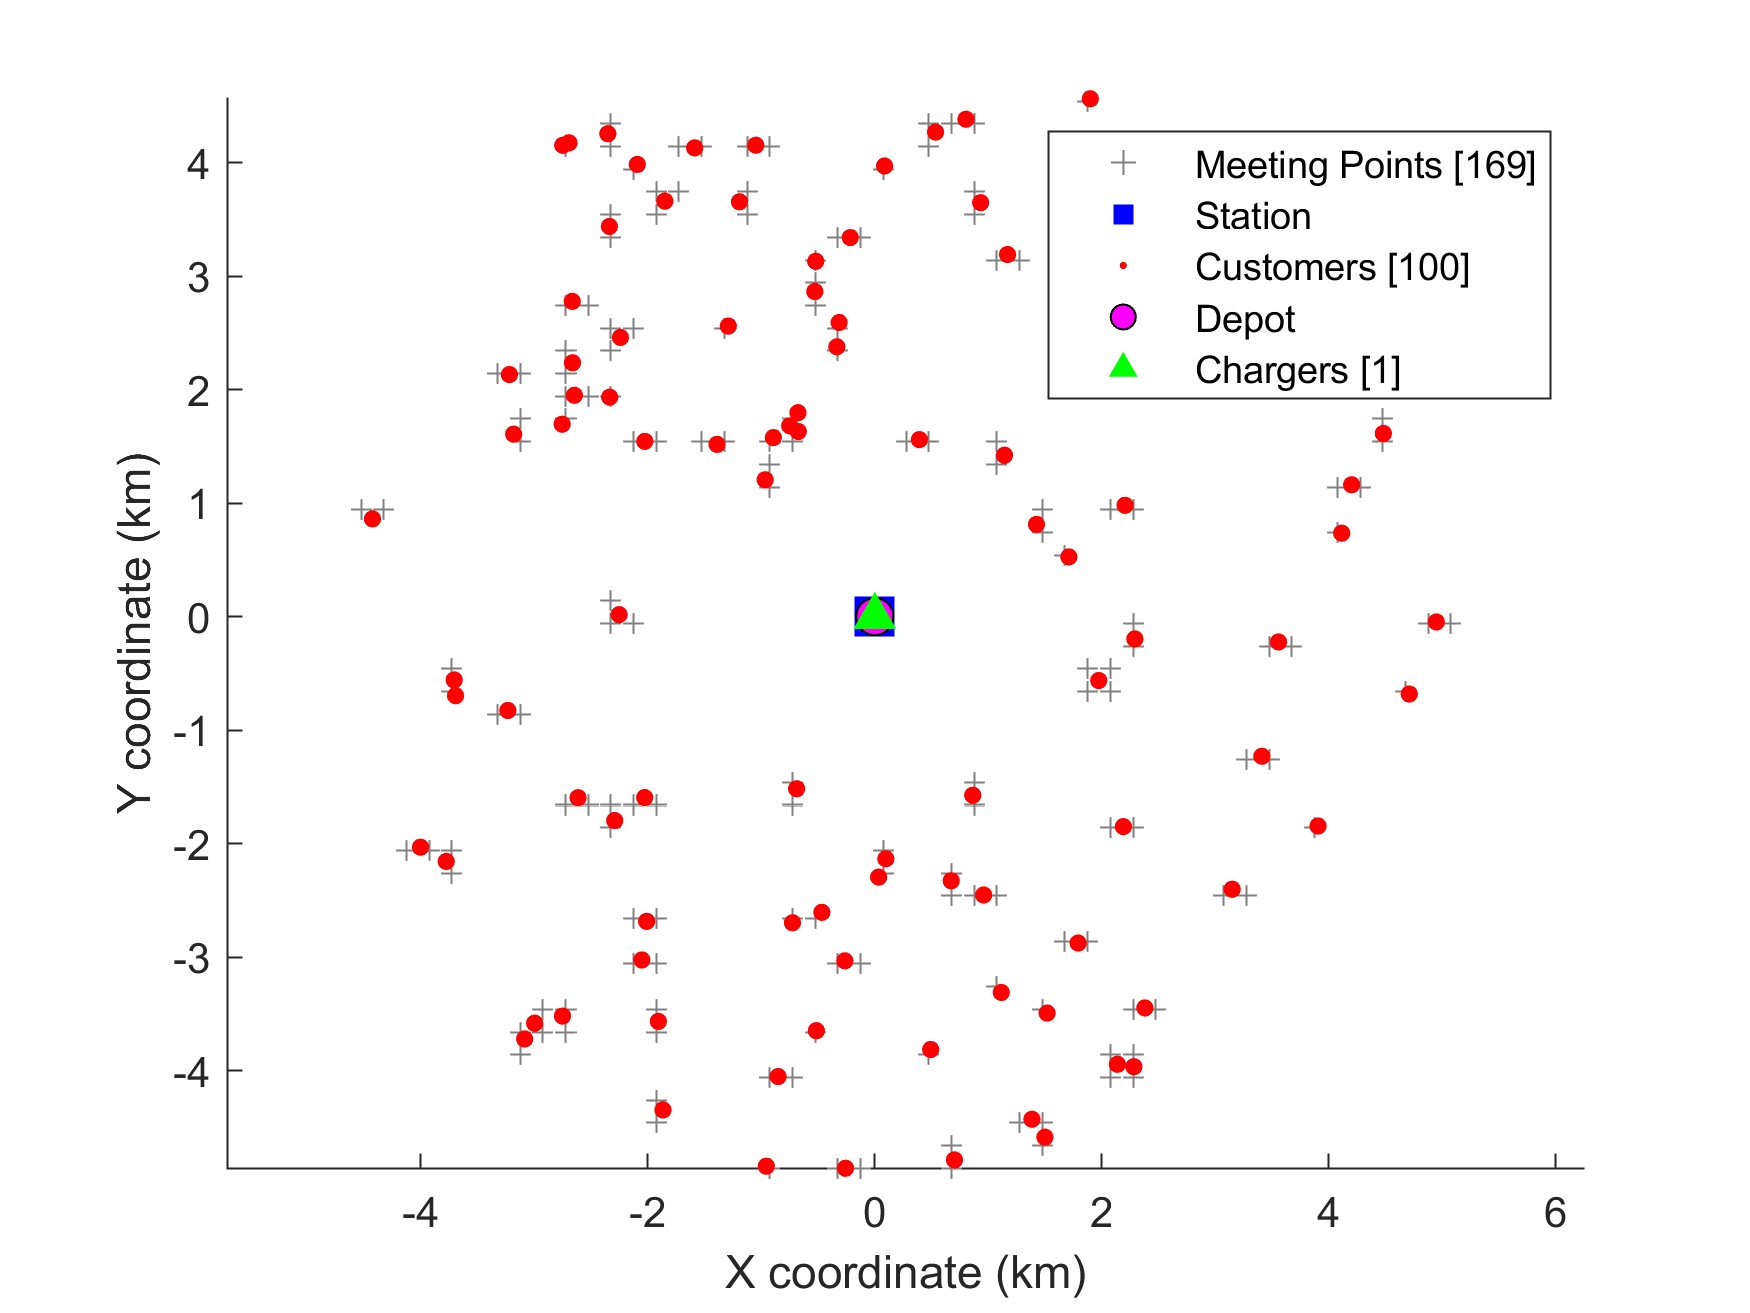 4
3
2
1
0
-1
-2
-3
-4
Y coordinate (km)
Meeting Points [169]
Station
Customers [100]
Depot
Chargers [1]
-4 -2 0 2 4 6
X coordinate (km)